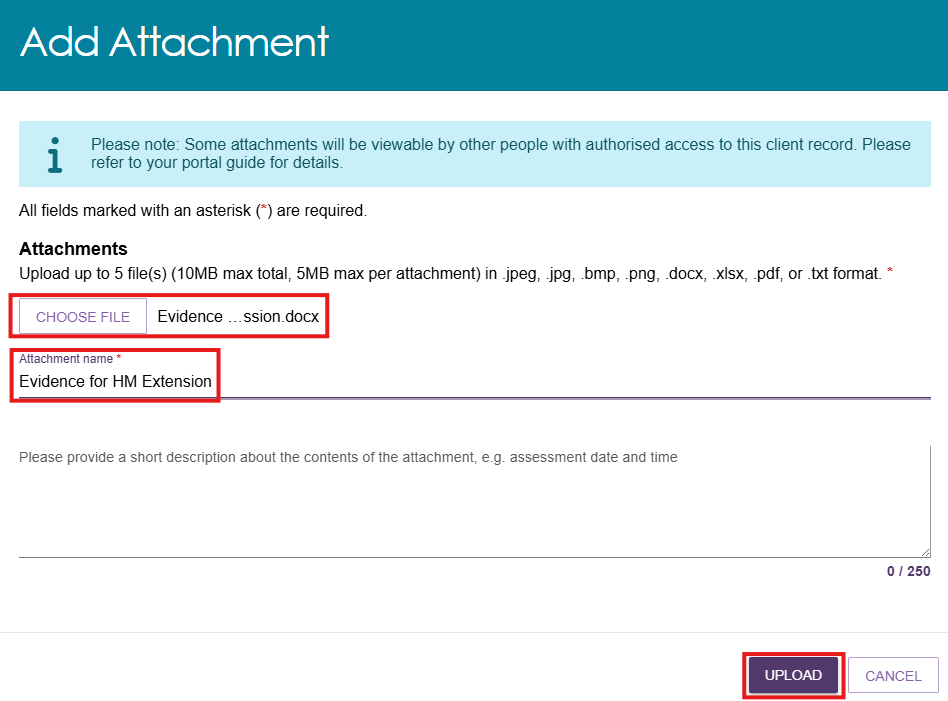 Add Attachment
Please note: Some attachments will be viewable by other people with authorised access to this client record. Please
refer to your portal guide for details.
All fields marked with an asterisk (*) are required.
Attachments
Upload up to 5 file(s) (10MB max total, 5MB max per attachment) in .jpeg, .jpg, .bmp, .png, .docx, .xlsx, .pdf, or .txt format. *
CHOOSE FILE Evidence ...ssion.docx
Attachment name *
Evidence for HM Extension
Please provide a short description about the contents of the attachment, e.g. assessment date and time
0 / 250
UPLOAD CANCEL